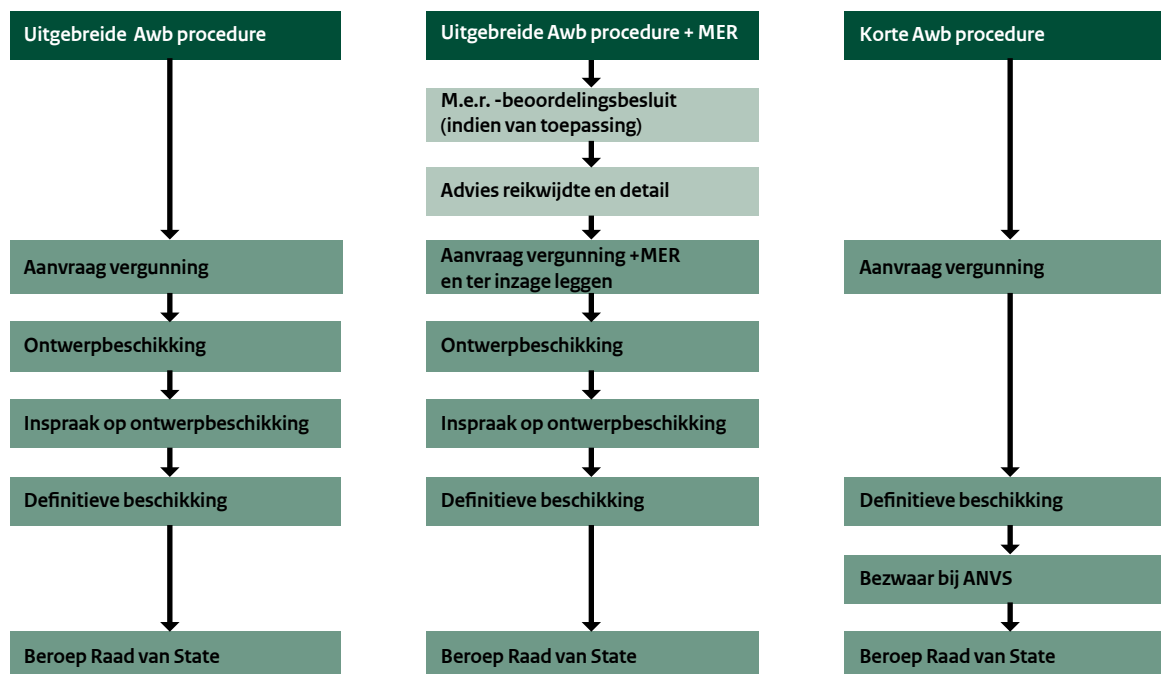 Uitgebreide Awb procedure
Aanvraag vergunning
Ontwerpbeschikking
Inspraak op ontwerpbeschikking
Definitieve beschikking
Beroep Raad van State
Uitgebreide Awb procedure + MER
M.e.r. -beoordelingsbesluit
(indien van toepassing)
Advies reikwijdte en detail
Aanvraag vergunning +MER
en ter inzage leggen
Ontwerpbeschikking
Inspraak op ontwerpbeschikking
Definitieve beschikking
Beroep Raad van State
Korte Awb procedure
Aanvraag vergunning
Definitieve beschikking
Bezwaar bij ANVS
Beroep Raad van State